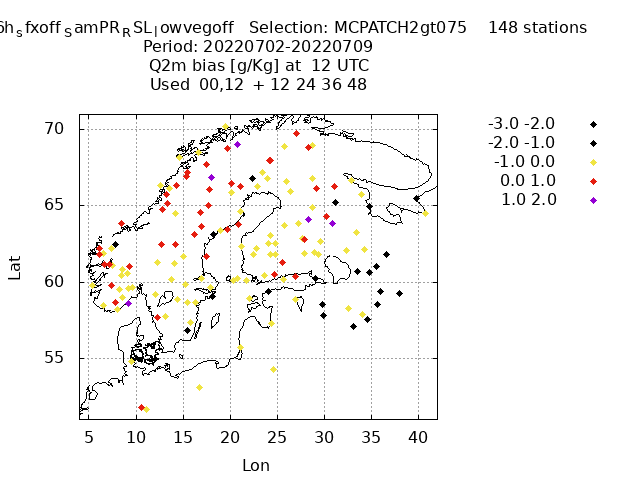 6h_sfxoff_SamPR_RSL_lowvegoff Selection: MCPATCH2gt075 148 stations
Period: 20220702-20220709
Q2m bias [g/Kg] at 12 UTC
Used 00,12 + 12 24 36 48
-3.0 -2.0
-2.0 -1.0
-1.0 0.0
0.0 1.0
1.0 2.0
70
65
60
55
Lat
5 10 15 20 25 30 35 40
Lon